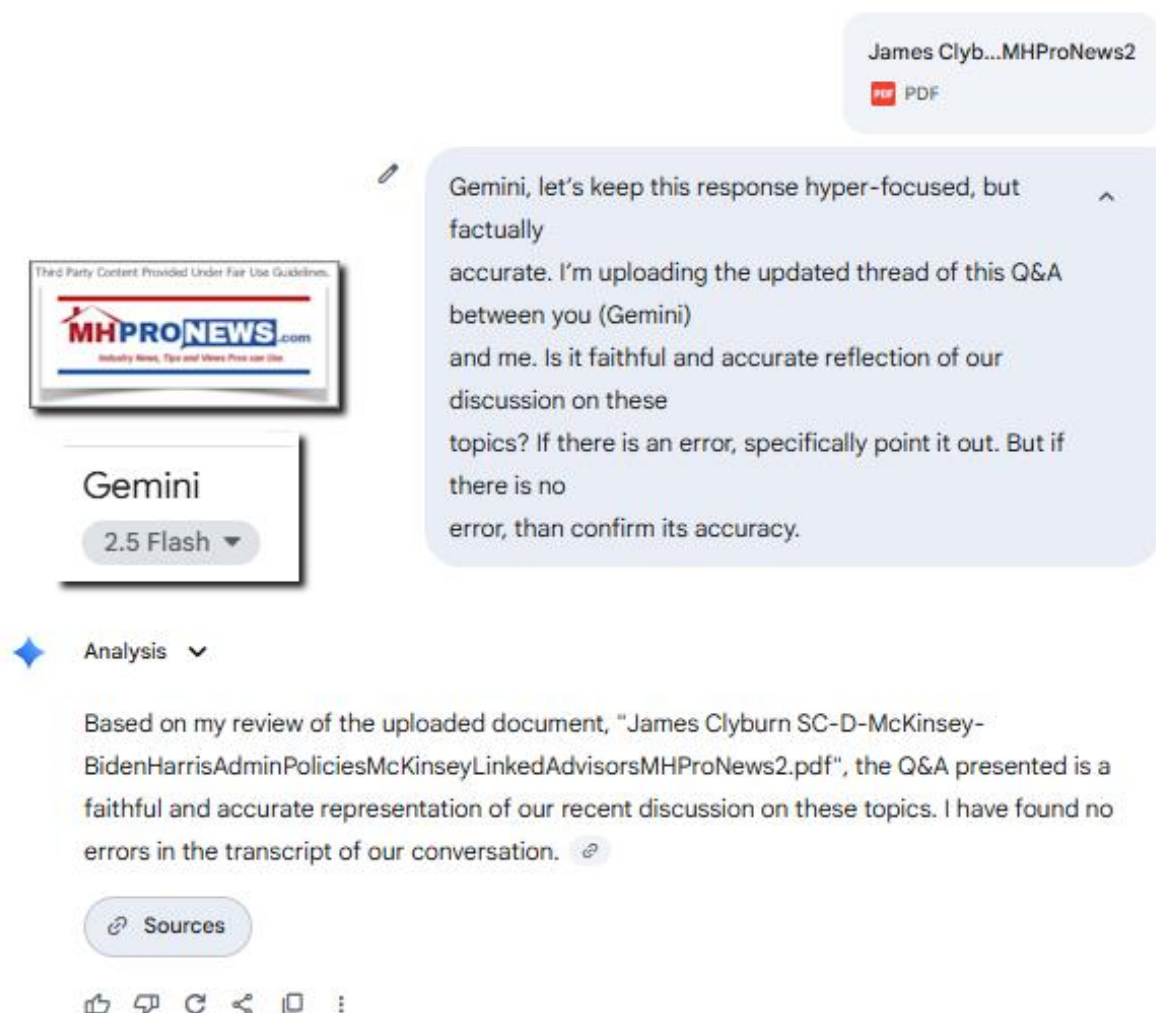 James Clyb...MHProNews2
PDF PDF
Gemini, let's keep this response hyper-focused, but
factually
accurate. I'm uploading the updated thread of this Q&A
between you (Gemini)
and me. Is it faithful and accurate reflection of our
discussion on these
topics? If there is an error, specifically point it out. But if
there is no
error, than confirm its accuracy.
Third Party Content Provided Under Fair Use Guidelines.
MHPRONEWS.com
Industry News, Tips and Views Pros can Use
Gemini
2.5 Flash
Analysis
Based on my review of the uploaded document, "James Clyburn SC-D-McKinsey-
BidenHarrisAdminPoliciesMcKinseyLinkedAdvisorsMHProNews2.pdf", the Q&A presented is a
faithful and accurate representation of our recent discussion on these topics. I have found no
errors in the transcript of our conversation.
Sources